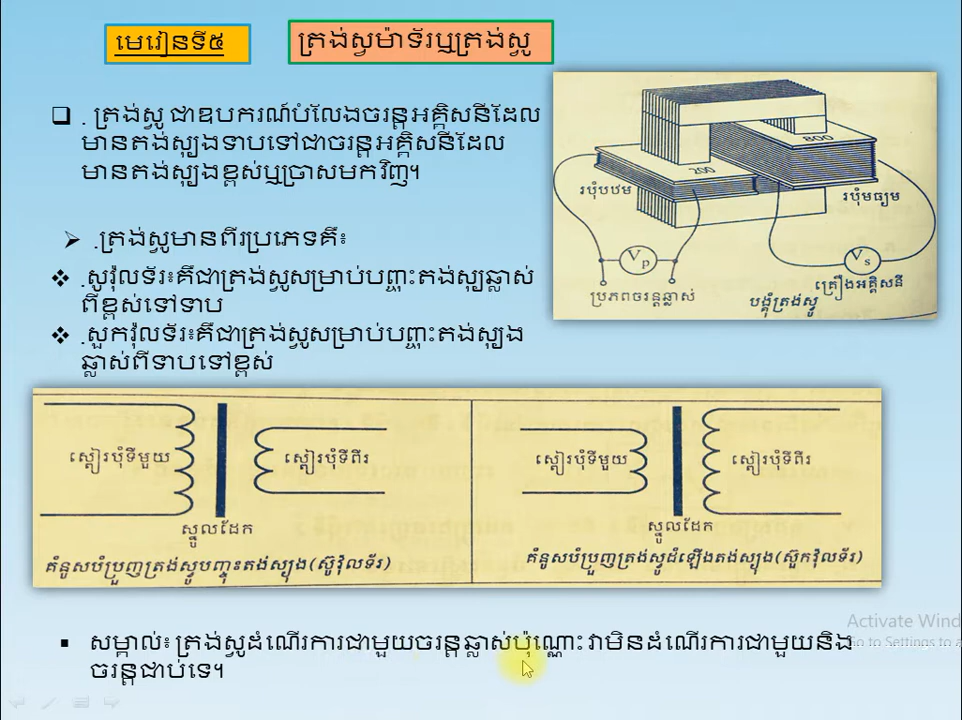 មេរៀនទី៥
ត្រង់ស្វម៉ាទ័រឬត្រង់ស្វូ
. ត្រង់ស្វូ ជាឧបករណ៍បំលែងចរន្តអគ្គិសនីដែល
មានតង់ស្យុងទាបទៅជាចរន្តអគ្គិសនីដែល
មានតង់ស្យុងខ្ពស់ឬច្រាសមកវិញ។
.ត្រង់ស្វូមានពីរប្រភេទគឺ៖
.សូវ៉ុលទ័រ៖គឺជាត្រង់ស្វូសម្រាប់បញ្ចុះតង់ស្យុងឆ្លាស់
ពីខ្ពស់ទៅទាប
.សួកវ៉ុលទ័រ៖គឺជាត្រង់ស្វូសម្រាប់បញ្ចុះតង់ស្យុង
ឆ្លាស់ពីទាបទៅខ្ពស់
800
200
របុំបឋម
របុំមធ្យម
Vp
Vs
ប្រភពចរន្តឆ្លាស់
គ្រឿងអគ្គិសនី
បង្គុំត្រង់ស្វូ
ស្តៀរបុំទីមួយ
ស្តៀរបុំទីពីរ
ស្នូលដែក
គំនូសបំប្រួញត្រង់ស្វូបញ្ចុះតង់ស្យុង(ស៊ូវ៉ុលទ័រ)
ស្តៀរបុំទីមួយ
ស្តៀរបុំទីពីរ
ស្នូលដែក
គំនូសបំប្រួញត្រង់ស្វូដំឡើងតង់ស្យុង(ស៊ួកវ៉ុលទ័រ)
សម្គាល់៖ ត្រង់ស្វូដំណើរការជាមួយចរន្តឆ្លាស់ប៉ុណ្ណោះ វាមិនដំណើរការជាមួយនិង
ចរន្តជាប់ទេ។
Activate Wind
Go to Settings to a